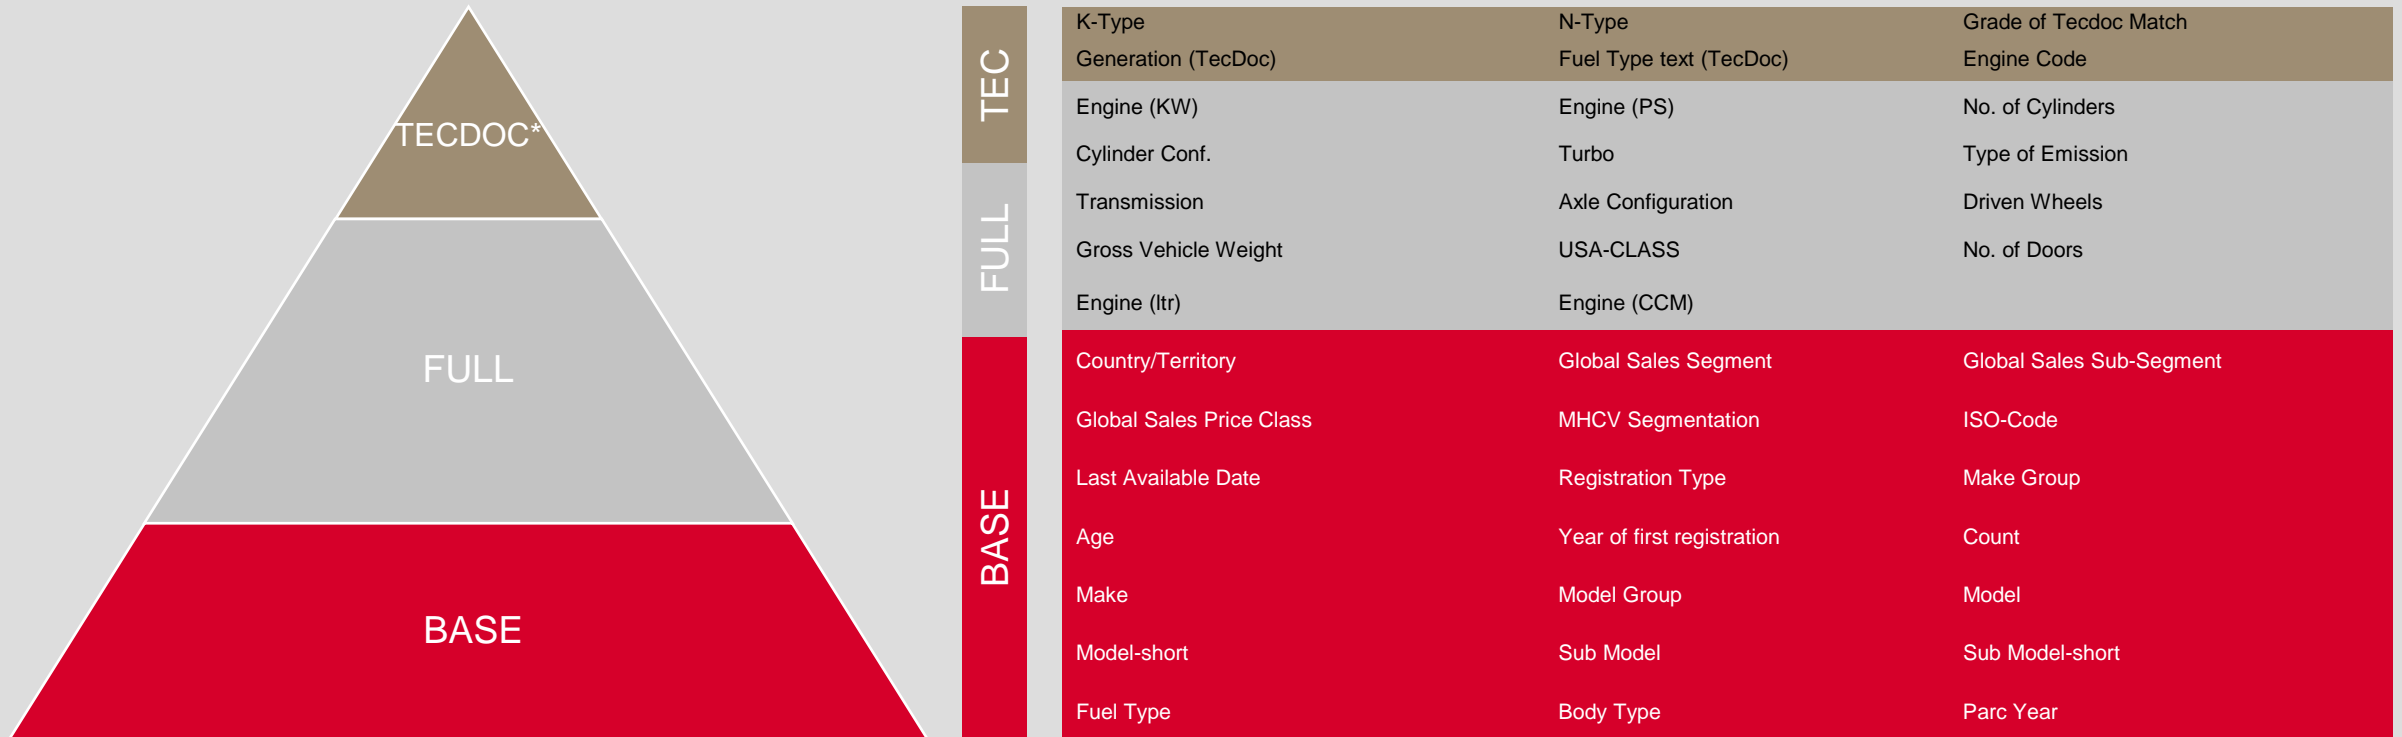 TECDOC*
FULL
BASE
TEC
FULL
BASE
K-Type N-Type Grade of Tecdoc Match
Generation (TecDoc) Fuel Type text (TecDoc) Engine Code
Engine (KW) Engine (PS) No. of Cylinders
Cylinder Conf. Turbo Type of Emission
Transmission Axle Configuration Driven Wheels
Gross Vehicle Weight USA-CLASS No. of Doors
Engine (ltr) Engine (CCM)
Country/Territory Global Sales Segment Global Sales Sub-Segment
Global Sales Price Class MHCV Segmentation ISO-Code
Last Available Date Registration Type Make Group
Age Year of first registration Count
Make Model Group Model
Model-short Sub Model Sub Model-short
Fuel Type Body Type Parc Year